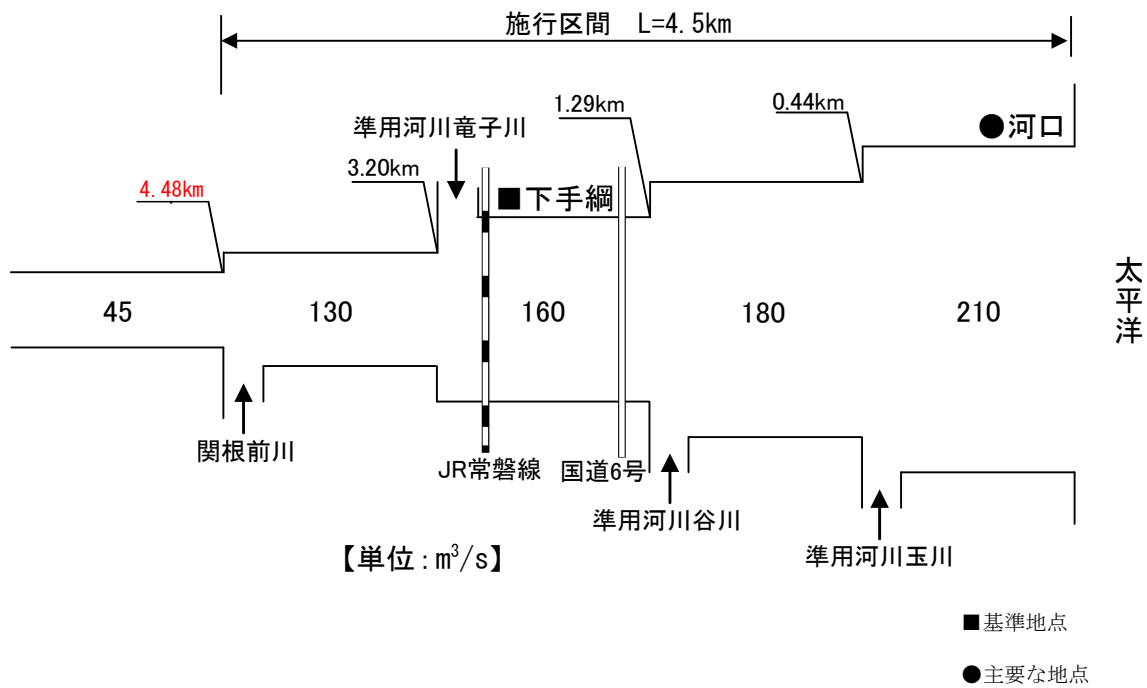 施行区間 L=4.5km
1.29km
0.44km
準用河川竜子川
●河口
3.20km
4.48km
■下手綱
太平洋
45
130
160
180
210
関根前川
JR常磐線
国道6号
準用河川谷川
準用河川玉川
【単位:m³/s】
■基準地点
●主要な地点